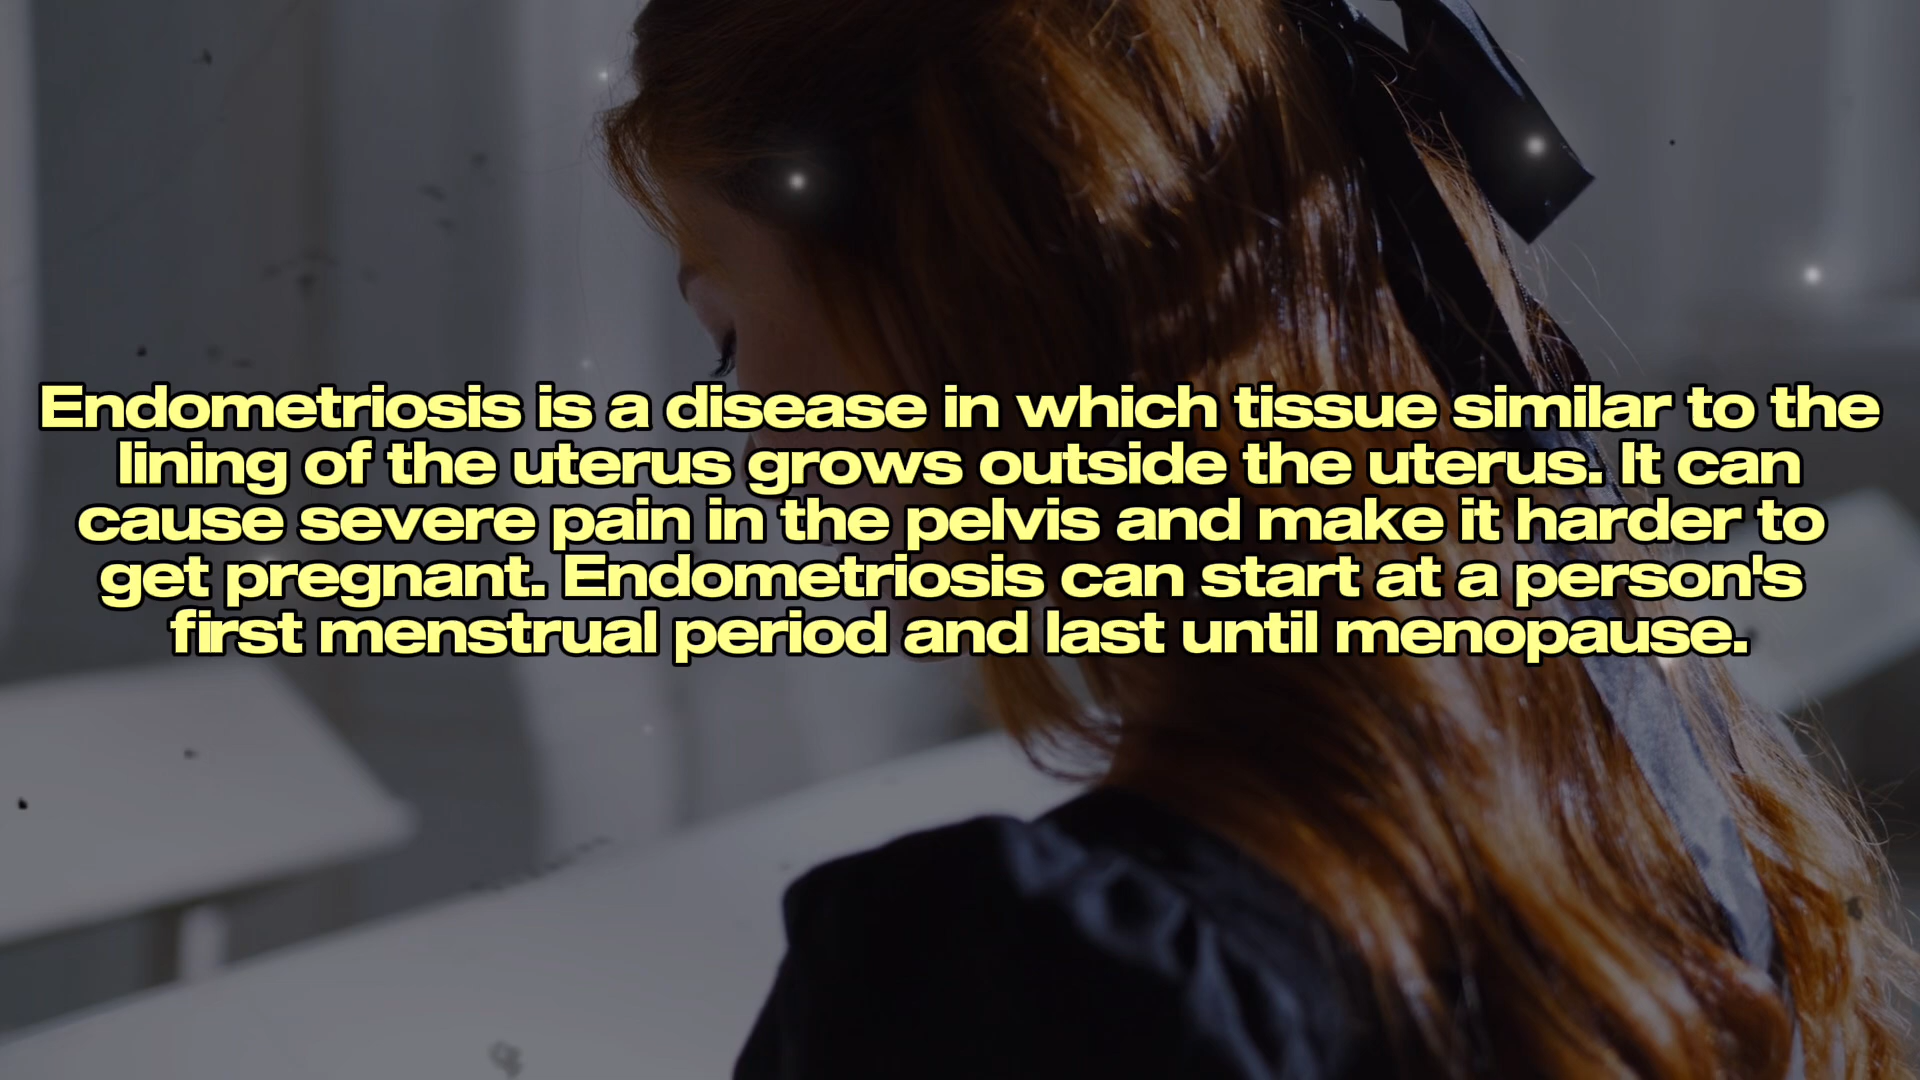 Endometriosis is a disease in which tissue similar to the
lining of the uterus grows outside the uterus. It can
cause severe pain in the pelvis and make it harder to
get pregnant. Endometriosis can start at a person's
first menstrual period and last until menopause.